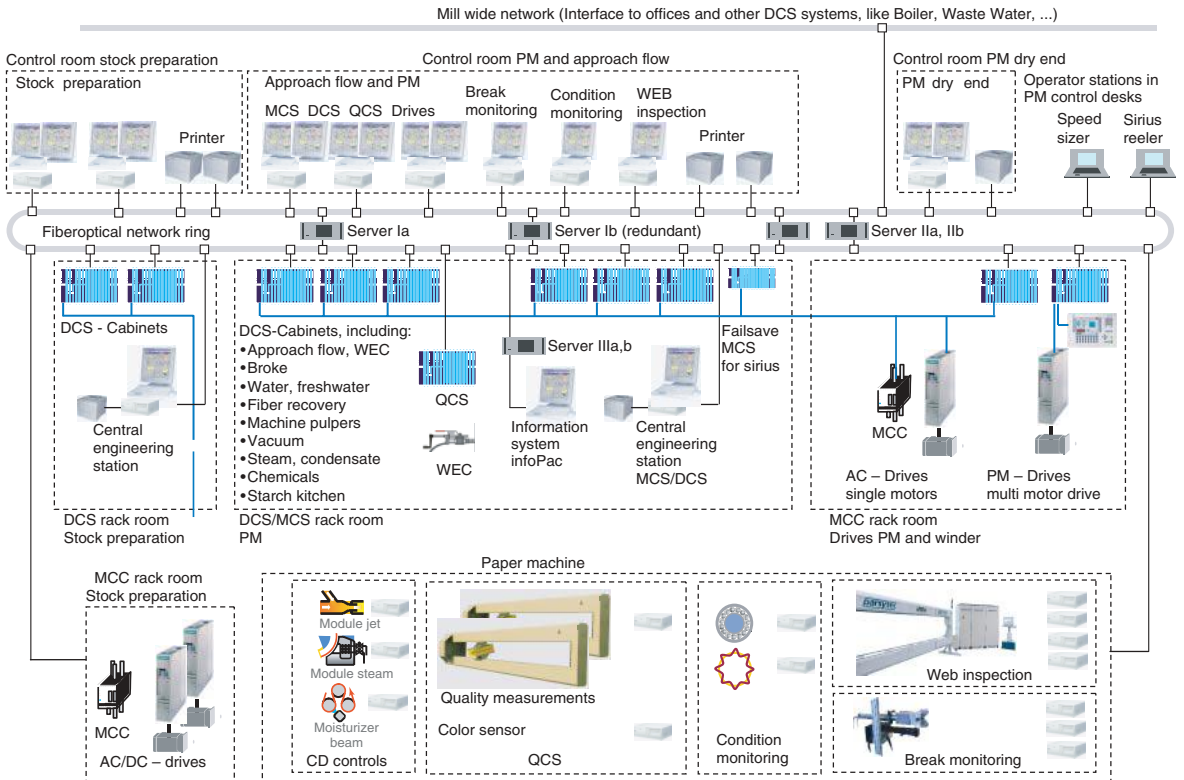 Mill wide network (Interface to offices and other DCS systems, like Boiler, Waste Water, ...)
Control room stock preparation
Stock preparation
Printer
Control room PM and approach flow
Approach flow and PM
MCS DCS QCS Drives
Break
monitoring
Condition
monitoring
WEB
inspection
Printer
Control room PM dry end
PM dry end
Operator stations in
PM control desks
Speed
sizer
Sirius
reeler
Fiberoptical network ring
Server Ia
Server Ib (redundant)
Server IIa, IIb
DCS - Cabinets
Central
engineering
station
DCS rack room
Stock preparation
DCS-Cabinets, including:
•Approach flow, WEC
•Broke
•Water, freshwater
•Fiber recovery
•Machine pulpers
•Vacuum
•Steam, condensate
•Chemicals
•Starch kitchen
QCS
WEC
Server IIIa,b
Information
system
infoPac
Central
engineering
station
MCS/DCS
Failsave
MCS
for sirius
DCS/MCS rack room
PM
MCC
AC – Drives
single motors
PM – Drives
multi motor drive
MCC rack room
Drives PM and winder
MCC rack room
Stock preparation
MCC
AC/DC – drives
Paper machine
Module jet
Module steam
Moisturizer
beam
CD controls
Quality measurements
Color sensor
QCS
Condition
monitoring
parsytec
Web inspection
Break monitoring